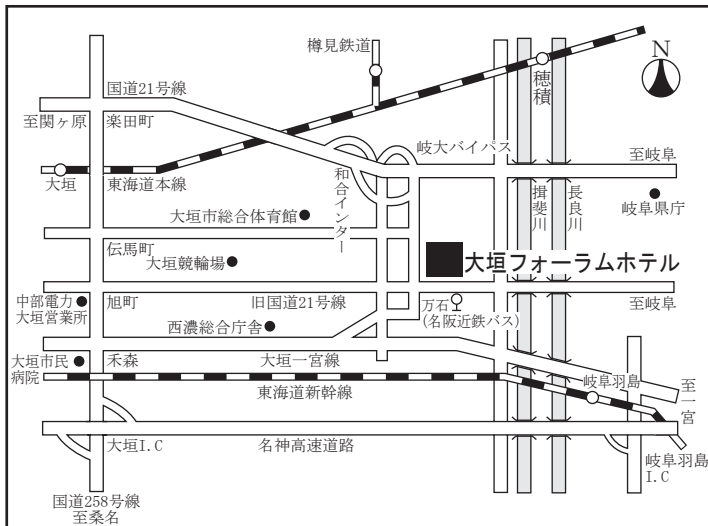 樽見鉄道
N
国道21号線
穂積
至関ヶ原
楽田町
岐大バイパス
至岐阜
大垣
東海道本線
和合インター
揖斐川
長良川
岐阜県庁
大垣市総合体育館
伝馬町
大垣競輪場
大垣フォーラムホテル
中部電力
大垣営業所
旭町
旧国道21号線
万石
(名阪近鉄バス)
至岐阜
西濃総合庁舎
大垣市民
病院
禾森
大垣一宮線
東海道新幹線
岐阜羽島
至一宮
大垣I.C
名神高速道路
岐阜羽島
I.C
国道258号線
至桑名